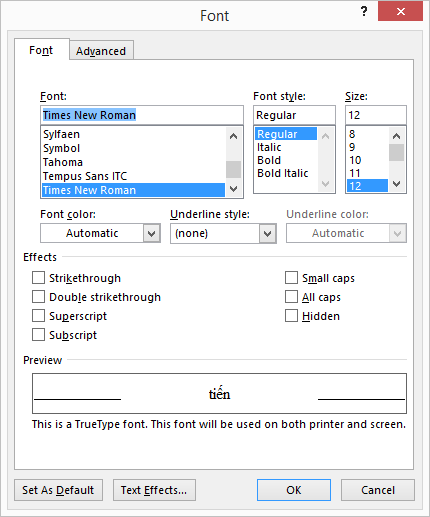 Font
?
Font
Advanced
Font:
Font style:
Size:
Times New Roman
Regular
12
Sylfaen
Symbol
Tahoma
Tempus Sans ITC
Times New Roman
Regular
Italic
Bold
Bold Italic
8
9
10
11
12
Font color:
Underline style:
Underline color:
Automatic
(none)
Automatic
Effects
Strikethrough
Double strikethrough
Superscript
Subscript
Small caps
All caps
Hidden
Preview
tiến
This is a TrueType font. This font will be used on both printer and screen.
Set As Default
Text Effects...
OK
Cancel